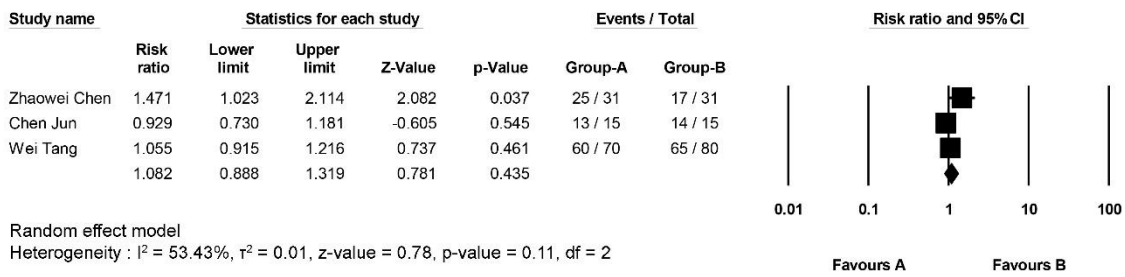 Study name Statistics for each study Events / Total Risk ratio and 95% CI
Risk ratio Lower limit Upper limit Z-Value p-Value Group-A Group-B
Zhaowei Chen 1.471 1.023 2.114 2.082 0.037 25 / 31 17 / 31
Chen Jun 0.929 0.730 1.181 -0.605 0.545 13 / 15 14 / 15
Wei Tang 1.055 0.915 1.216 0.737 0.461 60 / 70 65 / 80
1.082 0.888 1.319 0.781 0.435
0.01 0.1 1 10 100
Random effect model
Heterogeneity : I² = 53.43%, τ² = 0.01, z-value = 0.78, p-value = 0.11, df = 2
Favours A Favours B